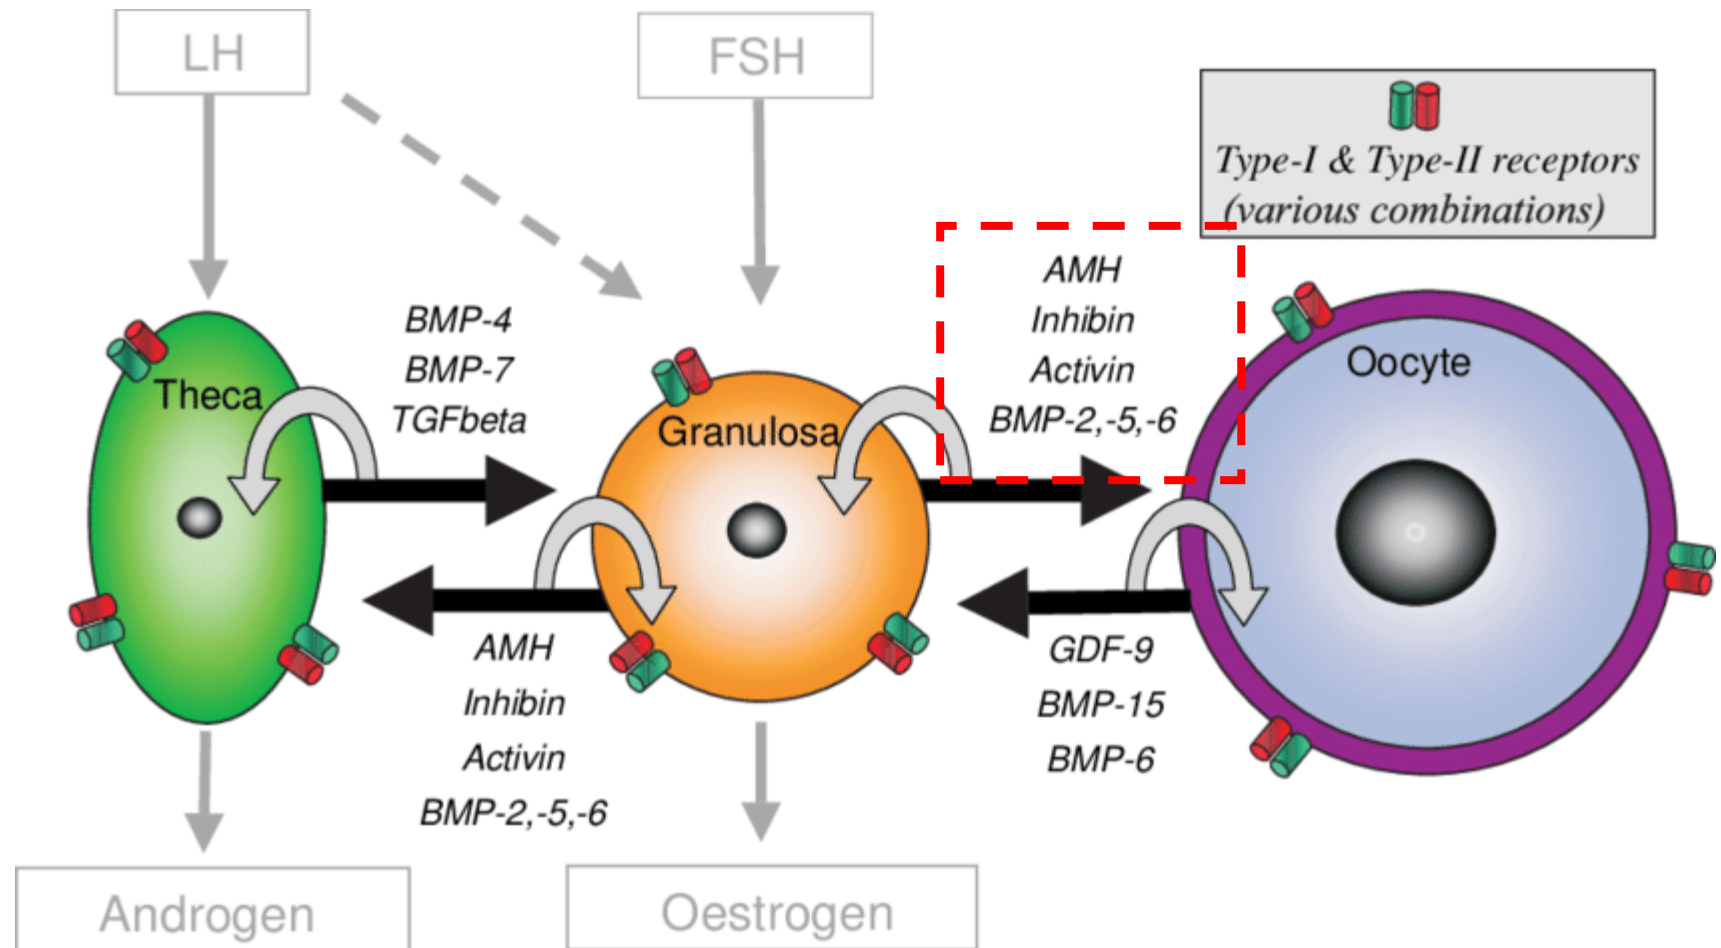 LH
FSH
Type-I & Type-II receptors
(various combinations)
AMH
Inhibin
Activin
BMP-2,-5,-6
BMP-4
BMP-7
TGFbeta
Theca
Granulosa
Oocyte
AMH
Inhibin
Activin
BMP-2,-5,-6
GDF-9
BMP-15
BMP-6
Androgen
Oestrogen